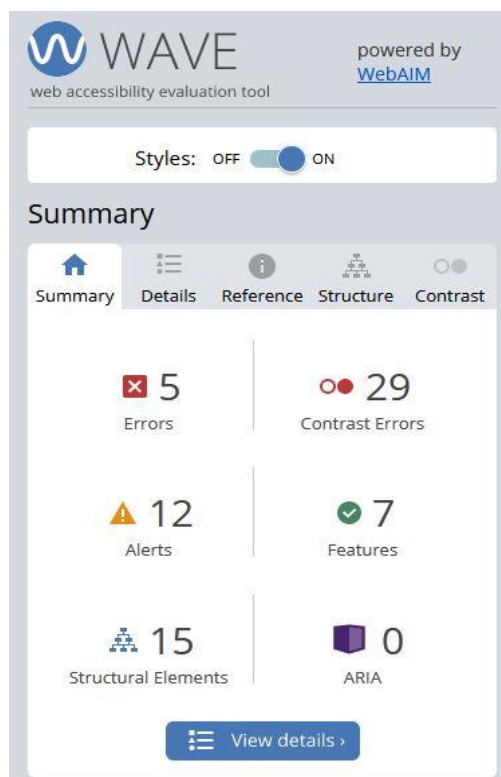 WAVE
powered by
WebAIM
web accessibility evaluation tool
Styles: OFF ON
Summary
Summary Details Reference Structure Contrast
5 29
Errors Contrast Errors
12 7
Alerts Features
15 0
Structural Elements ARIA
View details ›